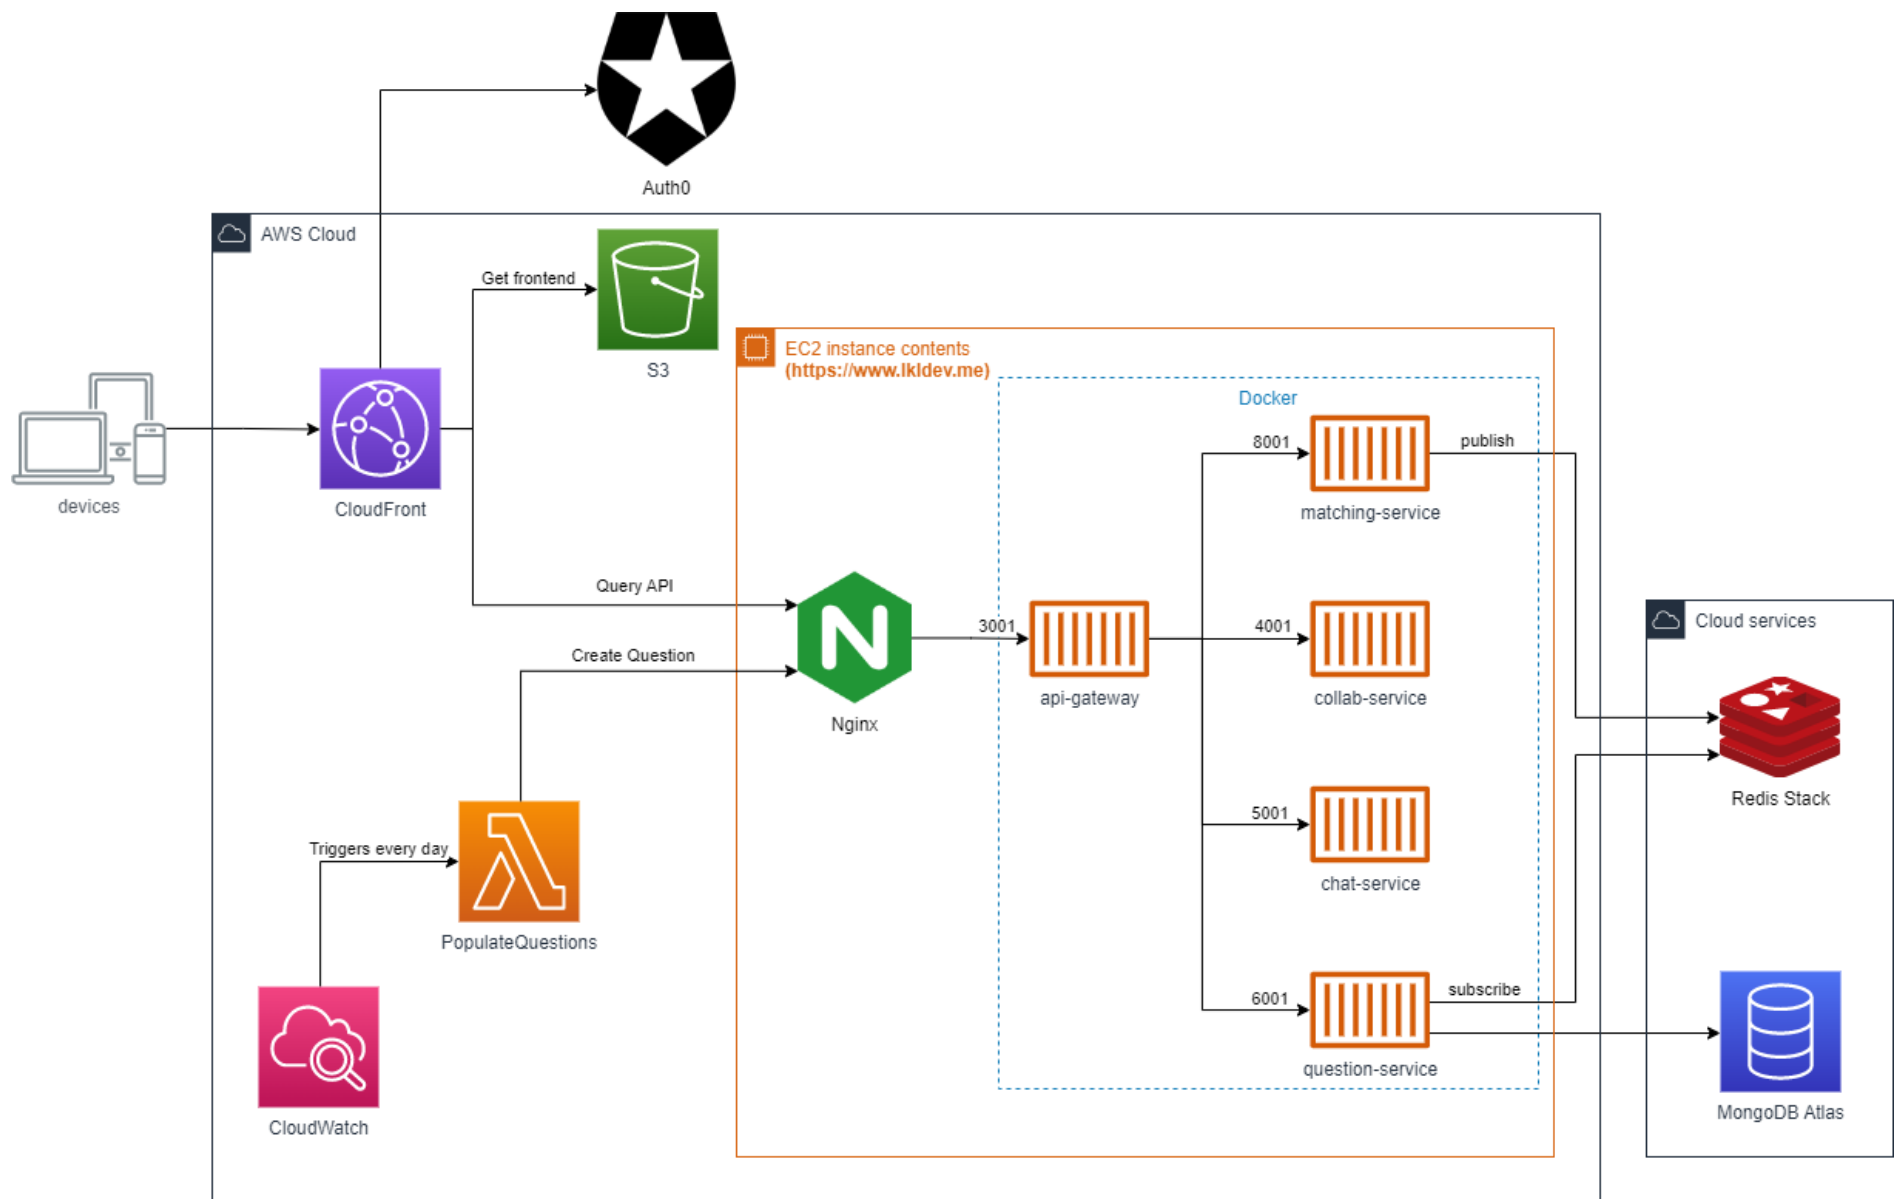 Auth0
AWS Cloud
Get frontend
S3
EC2 instance contents
(https://www.lkldev.me)
Docker
8001
publish
matching-service
devices
CloudFront
Query API
Create Question
N
Nginx
3001
api-gateway
4001
collab-service
Cloud services
Redis Stack
5001
chat-service
Triggers every day
PopulateQuestions
6001
subscribe
question-service
MongoDB Atlas
CloudWatch